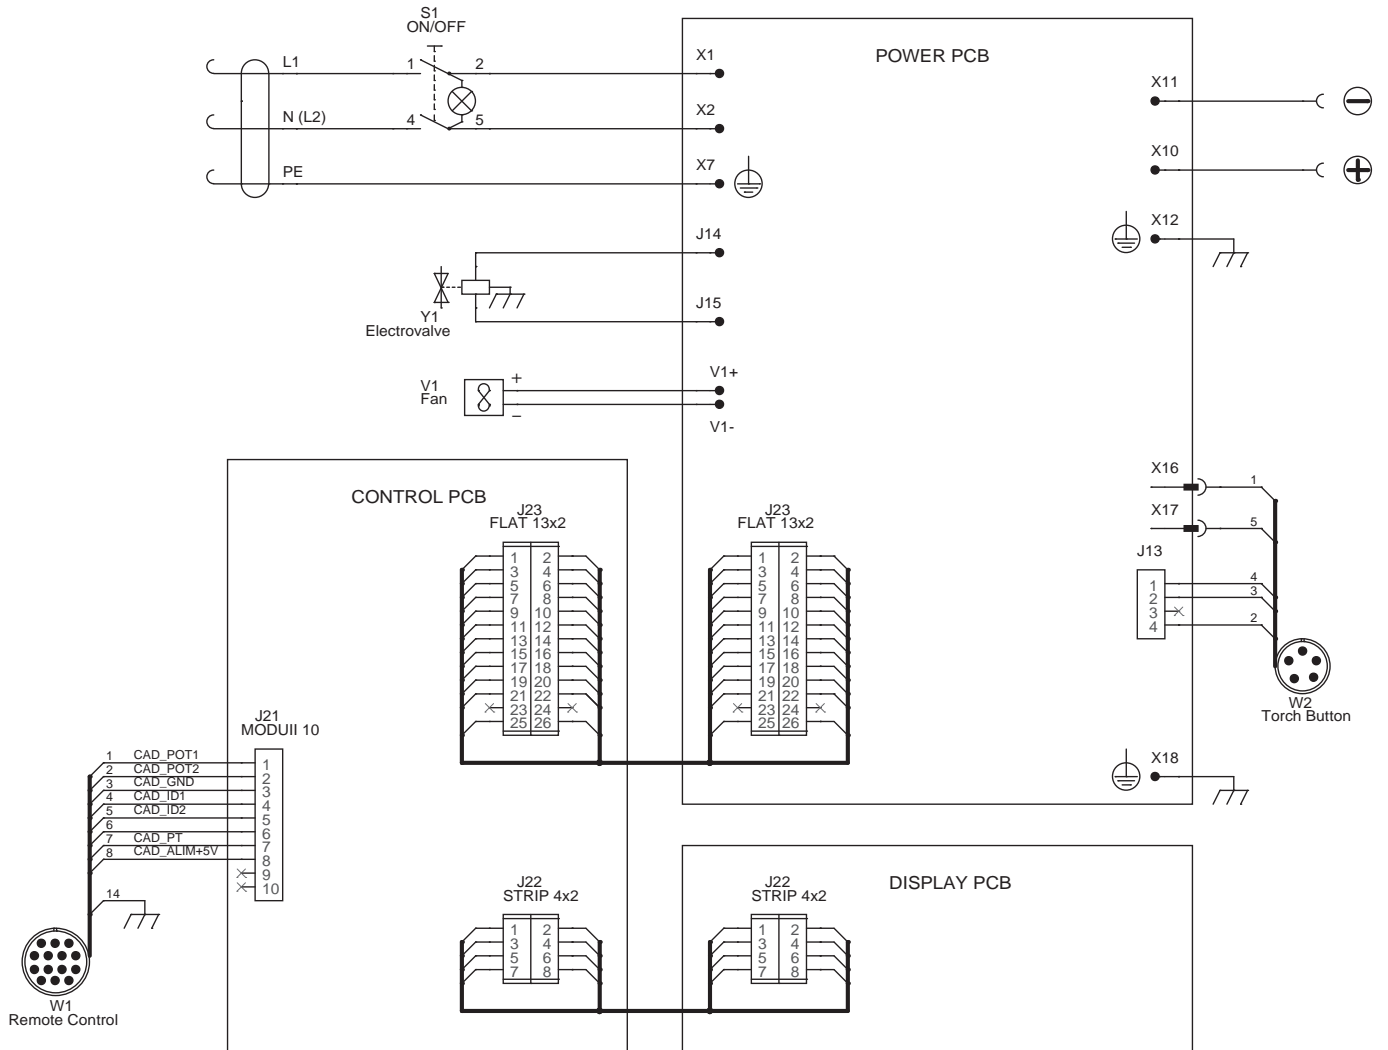 S1
ON/OFF
L1
1
2
X1
N (L2)
4
5
X2
PE
X7
POWER PCB
X11
X10
X12
J14
Y1
Electrovalve
J15
V1
Fan
+
−
V1+
V1-
CONTROL PCB
J23
FLAT 13x2
1 2
3 4
5 6
7 8
9 10
11 12
13 14
15 16
17 18
19 20
21 22
23 24
25 26
J23
FLAT 13x2
1 2
3 4
5 6
7 8
9 10
11 12
13 14
15 16
17 18
19 20
21 22
23 24
25 26
X16
1
X17
5
J13
1 4
2 3
3
4 2
W2
Torch Button
X18
J21
MODUII 10
1 CAD_POT1 1
2 CAD_POT2 2
3 CAD_GND 3
4 CAD_ID1 4
5 CAD_ID2 5
6 6
7 CAD_PT 7
8 CAD_ALIM+5V 8
9
10
14
W1
Remote Control
J22
STRIP 4x2
1 2
3 4
5 6
7 8
J22
STRIP 4x2
1 2
3 4
5 6
7 8
DISPLAY PCB